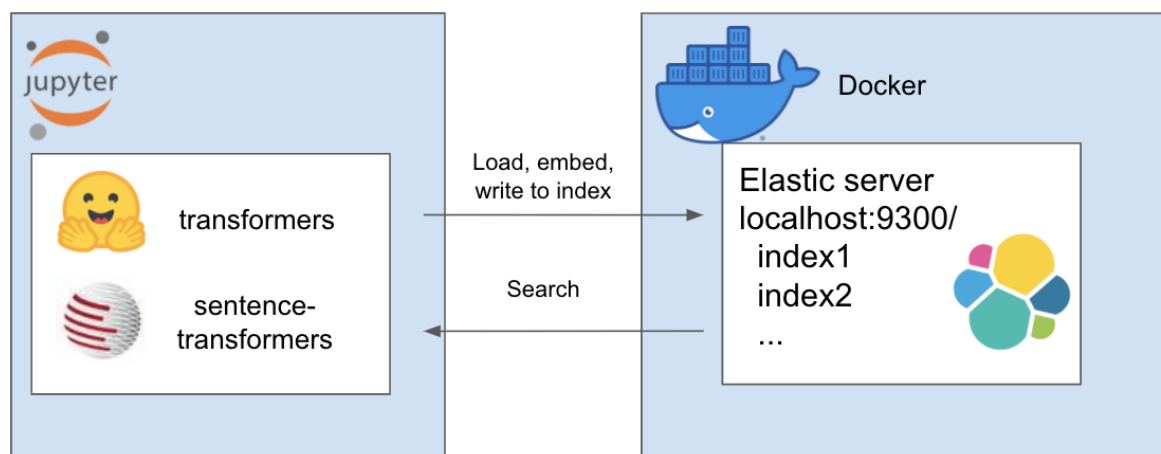 jupyter
transformers
sentence-
transformers
Load, embed,
write to index
Search
Docker
Elastic server
localhost:9300/
index1
index2
...